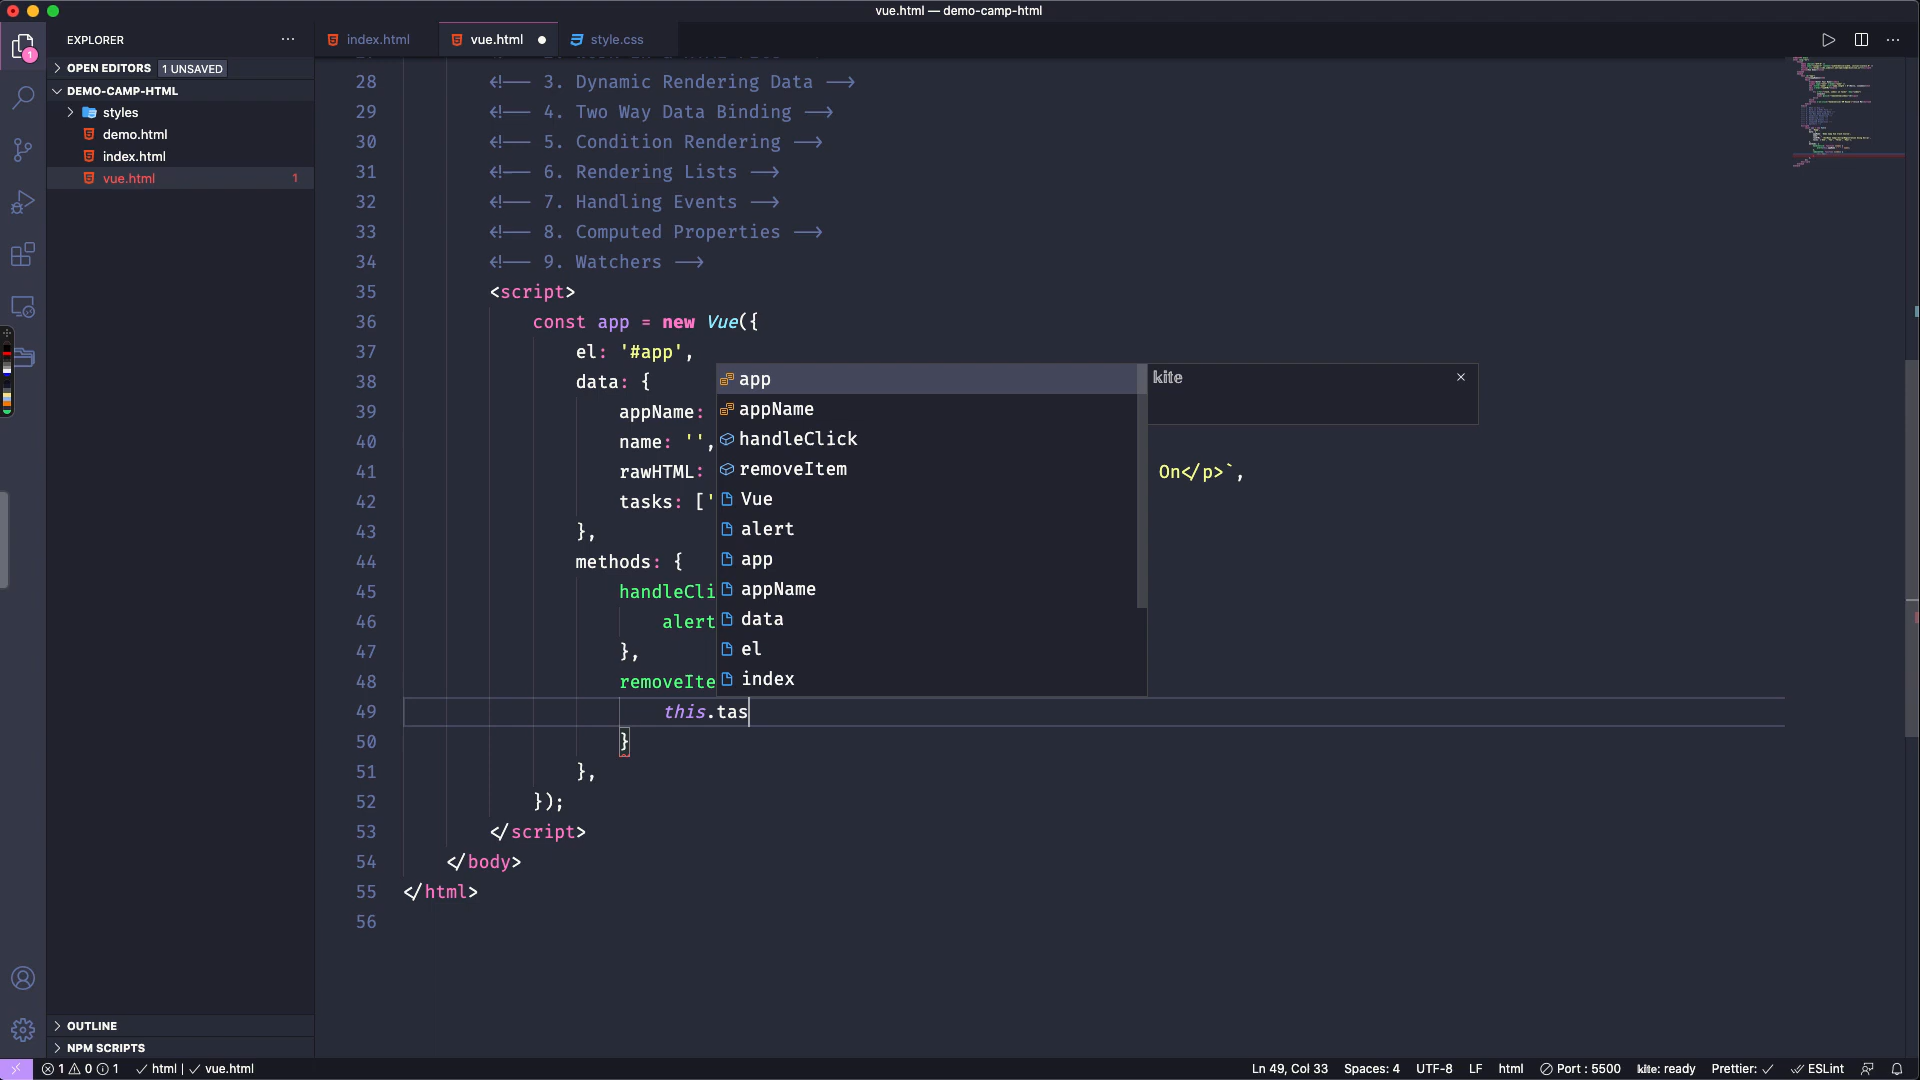 vue.html — demo-camp-html
EXPLORER
index.html
vue.html
style.css
OPEN EDITORS
1 UNSAVED
DEMO-CAMP-HTML
styles
demo.html
index.html
vue.html
1
1
28 <!-- 3. Dynamic Rendering Data -->
29 <!-- 4. Two Way Data Binding -->
30 <!-- 5. Condition Rendering -->
31 <!-- 6. Rendering Lists -->
32 <!-- 7. Handling Events -->
33 <!-- 8. Computed Properties -->
34 <!-- 9. Watchers -->
35 <script>
36 const app = new Vue({
37 el: '#app',
38 data: {
39 appName:
40 name: '',
41 rawHTML: On</p>`,
42 tasks: ['
43 },
44 methods: {
45 handleCli
46 alert
47 },
48 removeIte
49 this.tas
50 }
51 },
52 });
53 </script>
54 </body>
55 </html>
56
app
appName
handleClick
removeItem
Vue
alert
app
appName
data
el
index
kite
OUTLINE
NPM SCRIPTS
1 0 1 html | vue.html
Ln 49, Col 33 Spaces: 4 UTF-8 LF html Port : 5500 kite: ready Prettier: ESLint